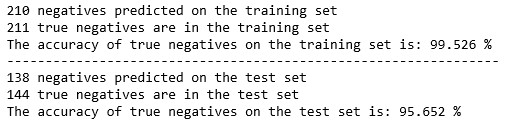 210 negatives predicted on the training set
211 true negatives are in the training set
The accuracy of true negatives on the training set is: 99.526 %
-----------------------------------------------------------------
138 negatives predicted on the test set
144 true negatives are in the test set
The accuracy of true negatives on the test set is: 95.652 %